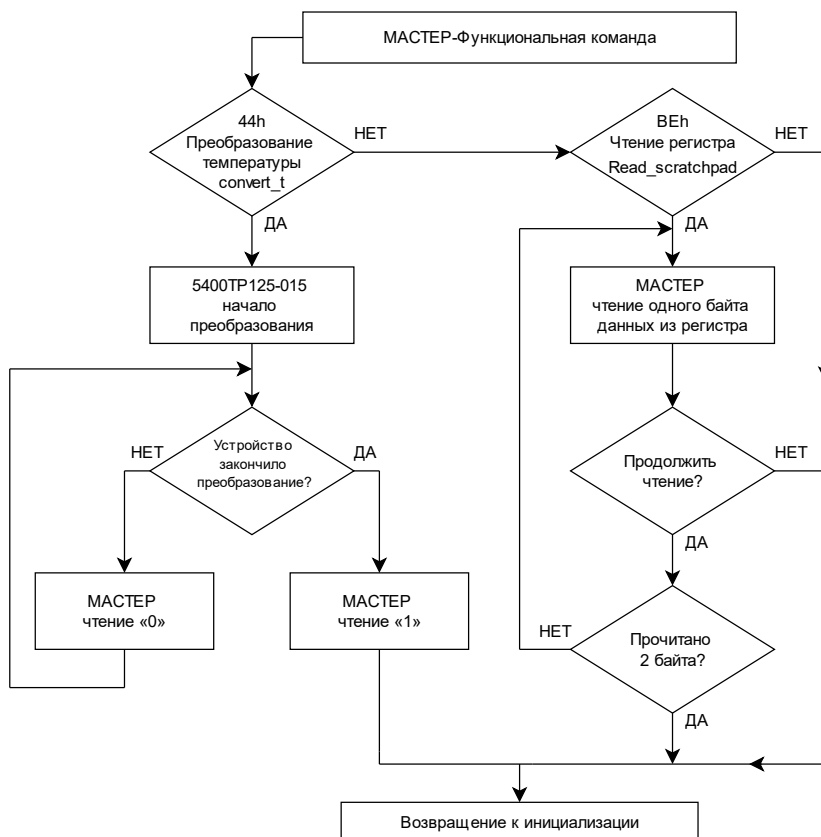 МАСТЕР-Функциональная команда
44h
Преобразование
температуры
convert_t
НЕТ
BEh
Чтение регистра
Read_scratchpad
НЕТ
ДА
ДА
5400ТР125-015
начало
преобразования
МАСТЕР
чтение одного байта
данных из регистра
НЕТ
Устройство
закончило
преобразование?
ДА
Продолжить
чтение?
НЕТ
ДА
МАСТЕР
чтение «0»
МАСТЕР
чтение «1»
НЕТ
Прочитано
2 байта?
ДА
Возвращение к инициализации